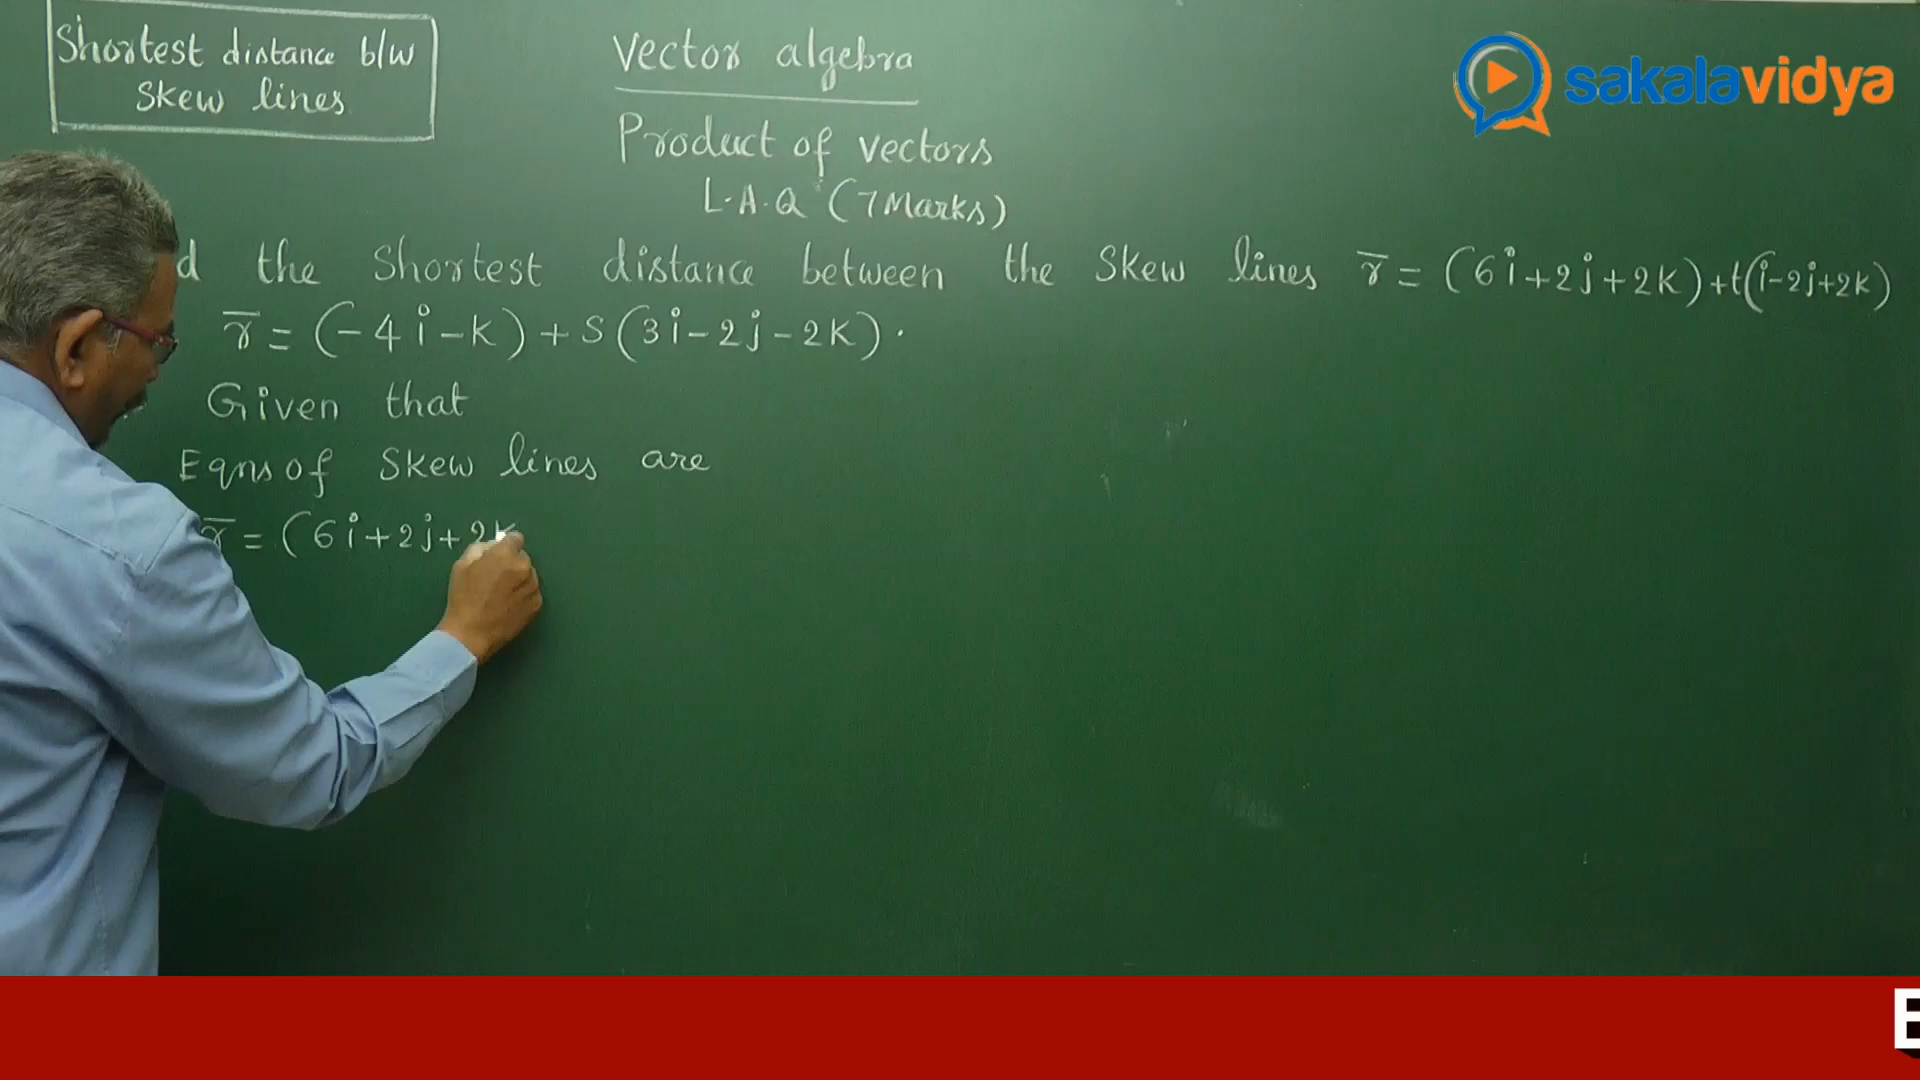 Shortest distance b/w
Skew lines
Vector algebra
sakalavidya
Product of vectors
L.A.Q (7 Marks)
d the Shortest distance between the Skew lines r̅ = (6i+2j+2k)+t(i-2j+2k)
r̅ = (-4i-k)+S(3i-2j-2k).
Given that
Eqns of Skew lines are
r̅ = (6i+2j+2k